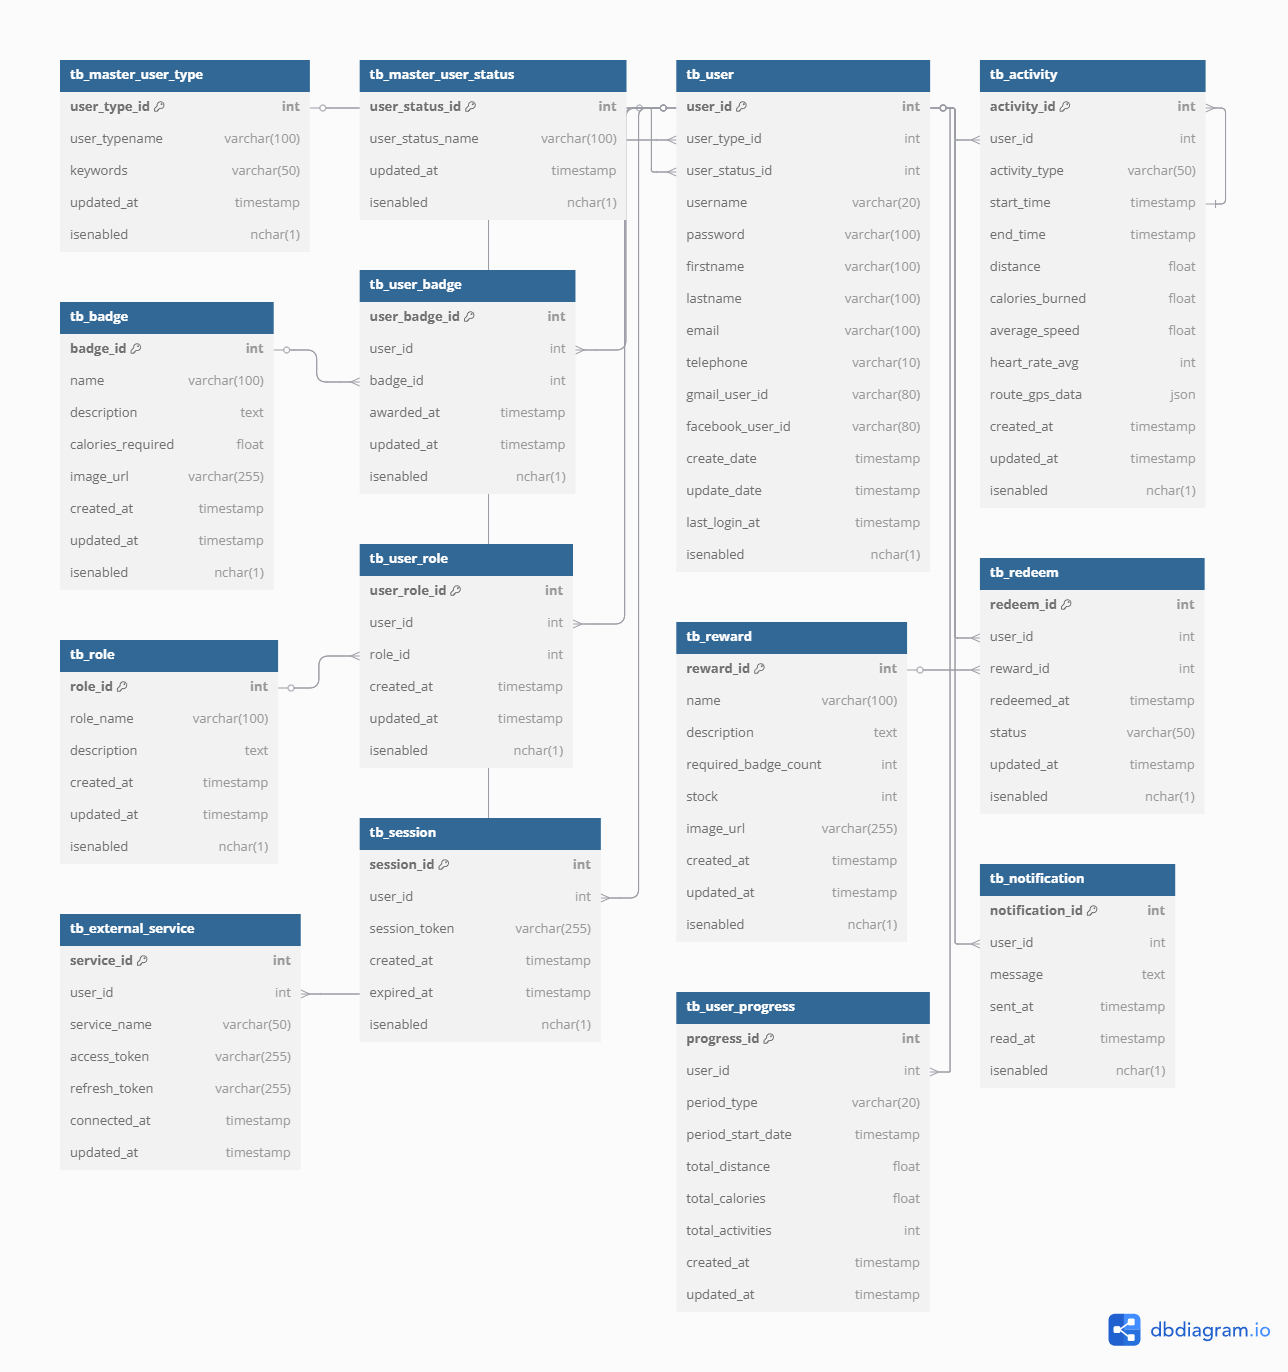 tb_master_user_type
user_type_id int
user_typename varchar(100)
keywords varchar(50)
updated_at timestamp
isenabled nchar(1)
tb_badge
badge_id int
name varchar(100)
description text
calories_required float
image_url varchar(255)
created_at timestamp
updated_at timestamp
isenabled nchar(1)
tb_role
role_id int
role_name varchar(100)
description text
created_at timestamp
updated_at timestamp
isenabled nchar(1)
tb_external_service
service_id int
user_id int
service_name varchar(50)
access_token varchar(255)
refresh_token varchar(255)
connected_at timestamp
updated_at timestamp
tb_master_user_status
user_status_id int
user_status_name varchar(100)
updated_at timestamp
isenabled nchar(1)
tb_user_badge
user_badge_id int
user_id int
badge_id int
awarded_at timestamp
updated_at timestamp
isenabled nchar(1)
tb_user_role
user_role_id int
user_id int
role_id int
created_at timestamp
updated_at timestamp
isenabled nchar(1)
tb_session
session_id int
user_id int
session_token varchar(255)
created_at timestamp
expired_at timestamp
isenabled nchar(1)
tb_user
user_id int
user_type_id int
user_status_id int
username varchar(20)
password varchar(100)
firstname varchar(100)
lastname varchar(100)
email varchar(100)
telephone varchar(10)
gmail_user_id varchar(80)
facebook_user_id varchar(80)
create_date timestamp
update_date timestamp
last_login_at timestamp
isenabled nchar(1)
tb_reward
reward_id int
name varchar(100)
description text
required_badge_count int
stock int
image_url varchar(255)
created_at timestamp
updated_at timestamp
isenabled nchar(1)
tb_user_progress
progress_id int
user_id int
period_type varchar(20)
period_start_date timestamp
total_distance float
total_calories float
total_activities int
created_at timestamp
updated_at timestamp
tb_activity
activity_id int
user_id int
activity_type varchar(50)
start_time timestamp
end_time timestamp
distance float
calories_burned float
average_speed float
heart_rate_avg int
route_gps_data json
created_at timestamp
updated_at timestamp
isenabled nchar(1)
tb_redeem
redeem_id int
user_id int
reward_id int
redeemed_at timestamp
status varchar(50)
updated_at timestamp
isenabled nchar(1)
tb_notification
notification_id int
user_id int
message text
sent_at timestamp
read_at timestamp
isenabled nchar(1)
dbdiagram.io